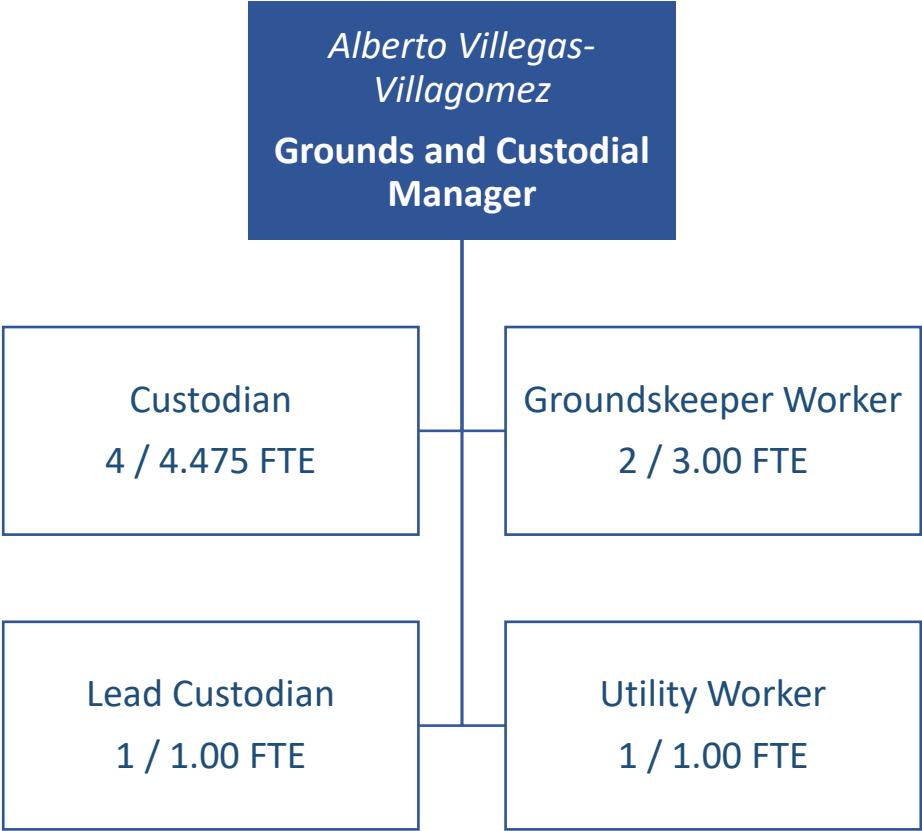 Alberto Villegas-
Villagomez
Grounds and Custodial
Manager
Custodian
4 / 4.475 FTE
Groundskeeper Worker
2 / 3.00 FTE
Lead Custodian
1 / 1.00 FTE
Utility Worker
1 / 1.00 FTE